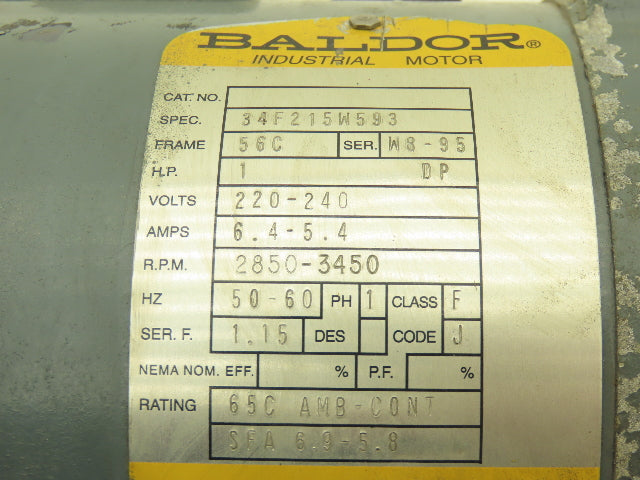 BALDOR®
INDUSTRIAL MOTOR
CAT. NO.
SPEC. 34F215W593
FRAME 56C SER. W8-95
H.P. 1 DP
VOLTS 220-240
AMPS 6.4-5.4
R.P.M. 2850-3450
HZ 50-60 PH 1 CLASS F
SER. F. 1.15 DES CODE J
NEMA NOM. EFF. % P.F. %
RATING 65C AMB-CONT
SFA 6.9-5.8